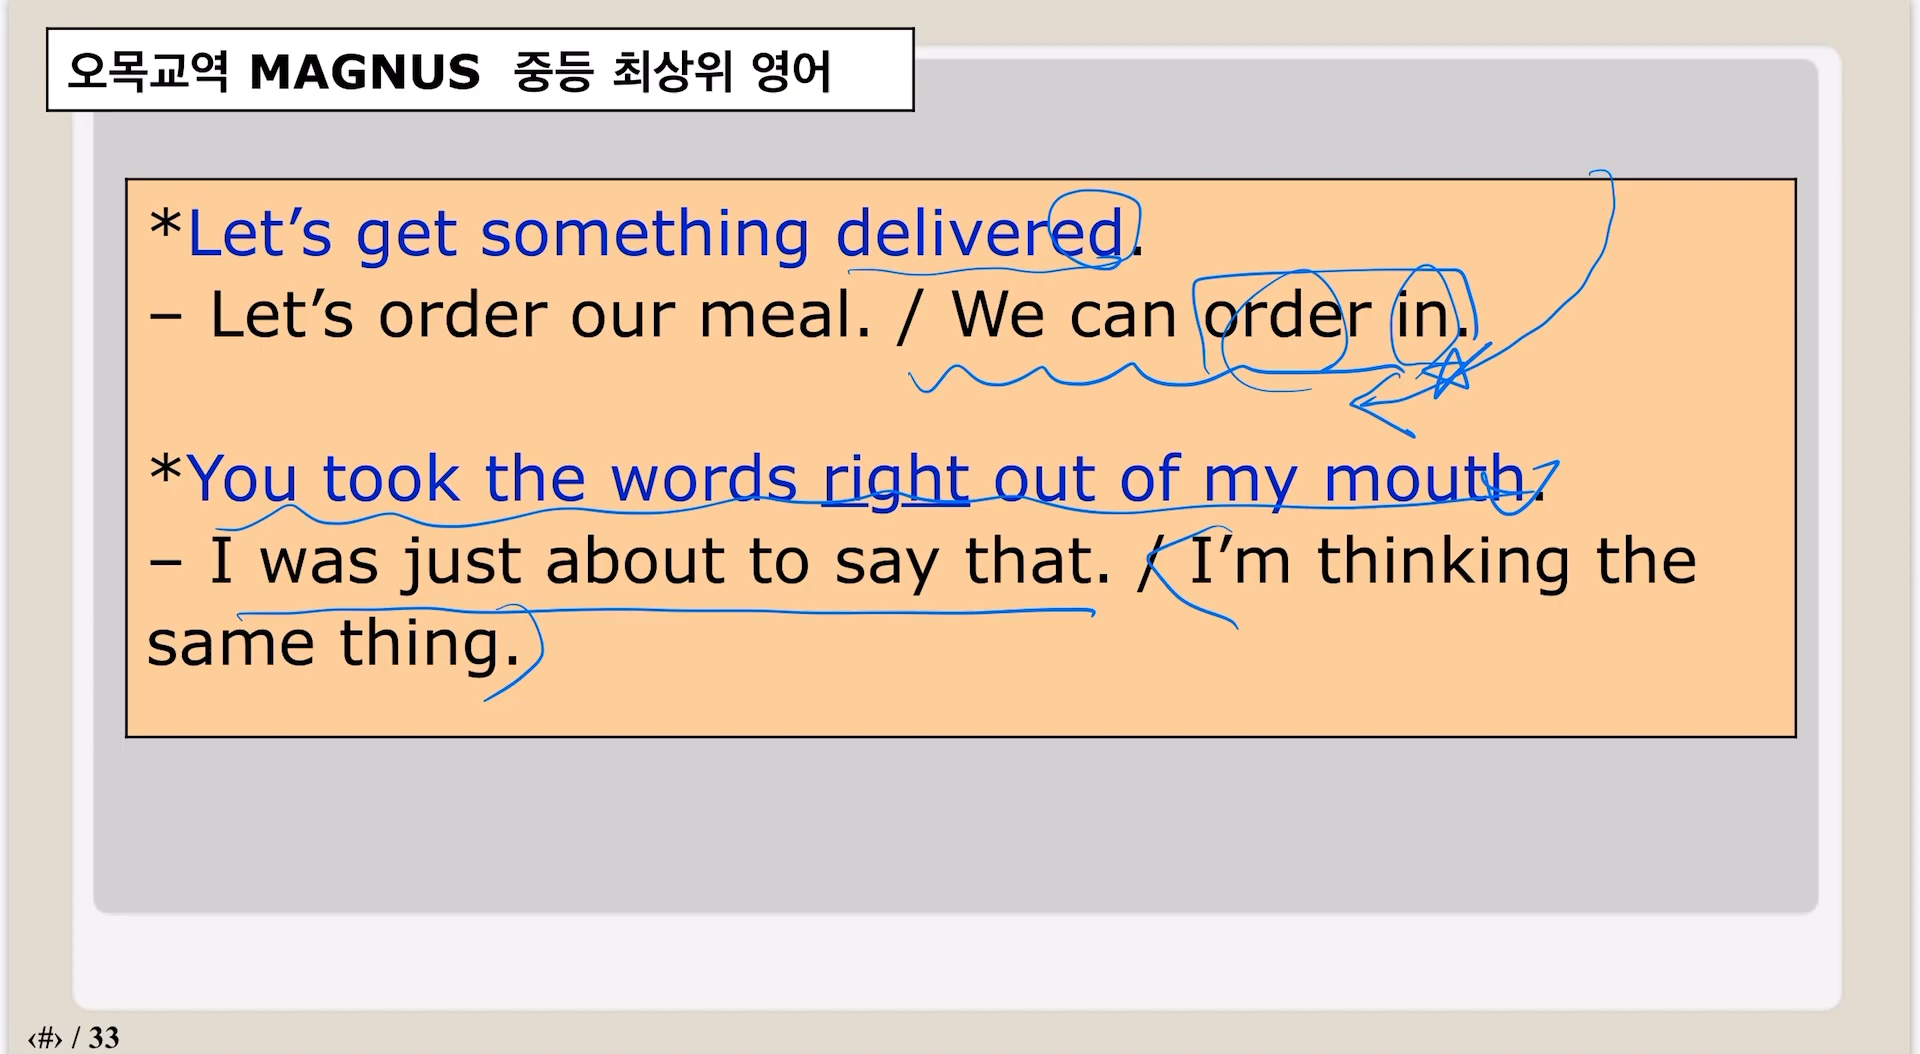 오목교역 MAGNUS 중등 최상위 영어
*Let’s get something delivered.
– Let’s order our meal. / We can order in.
*You took the words right out of my mouth.
– I was just about to say that. / I’m thinking the
same thing.
‹#› / 33